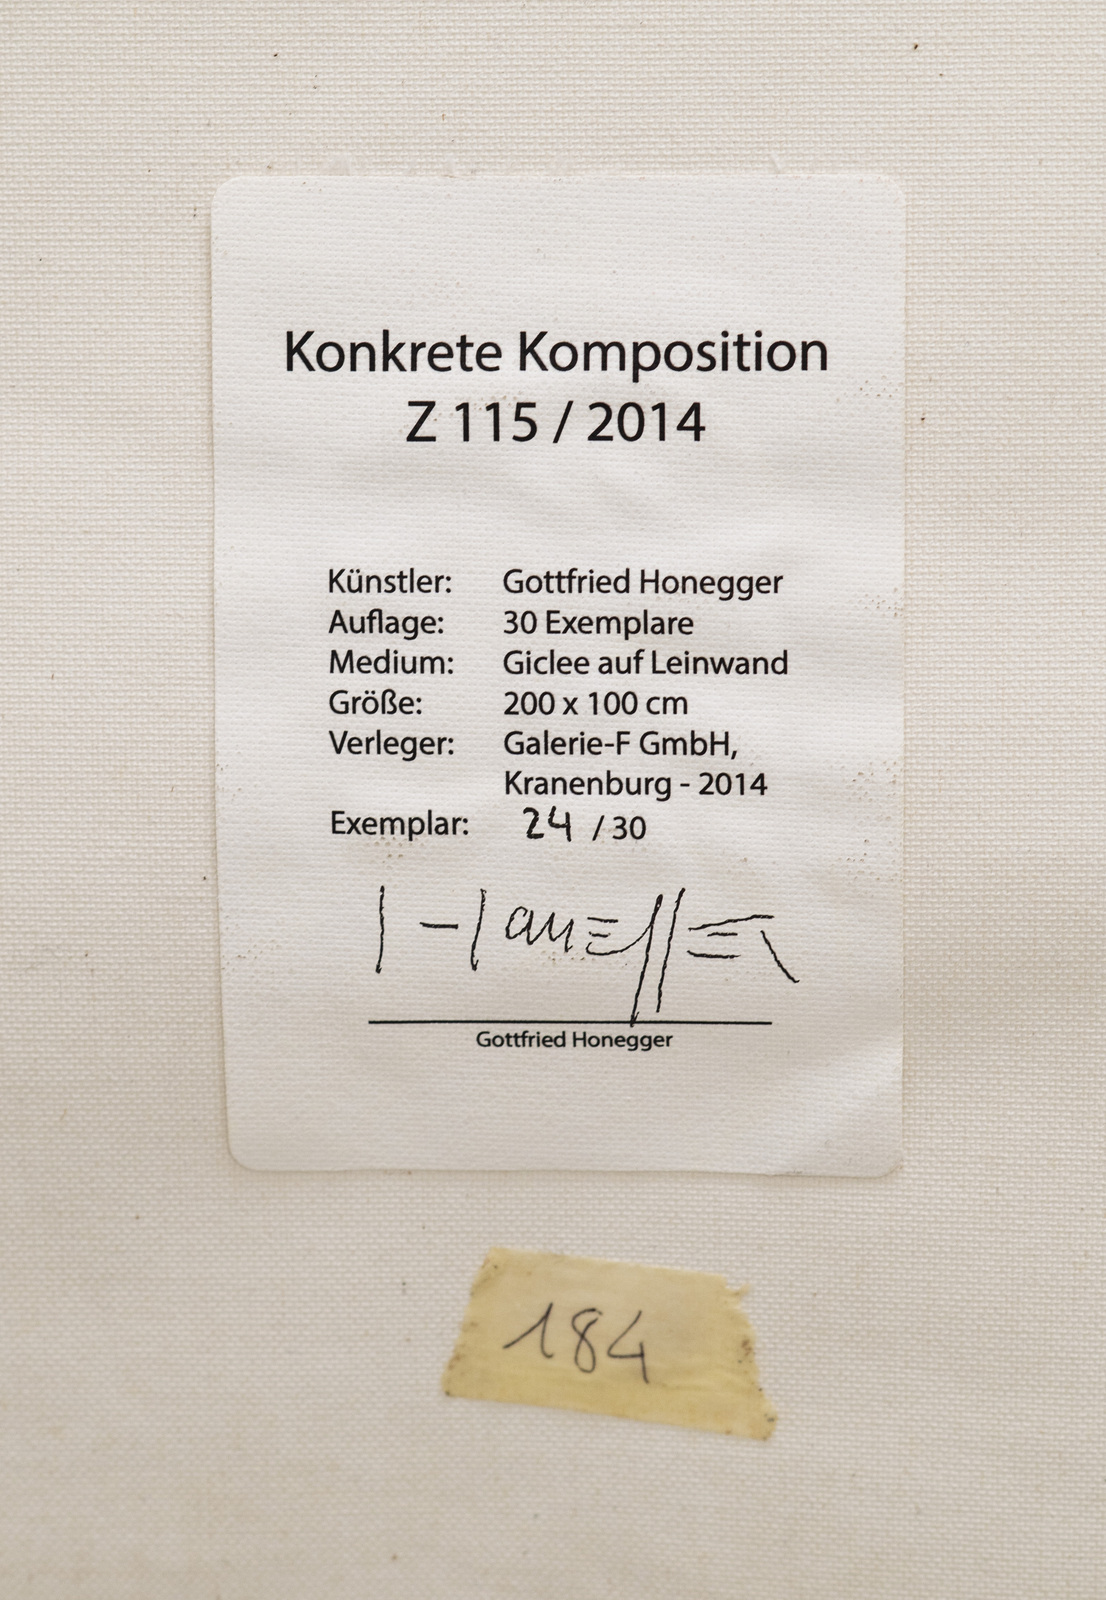 Konkrete Komposition
Z 115 / 2014
Künstler: Gottfried Honegger
Auflage: 30 Exemplare
Medium: Giclee auf Leinwand
Größe: 200 x 100 cm
Verleger: Galerie-F GmbH,
Kranenburg - 2014
Exemplar: 24 / 30
Gottfried Honegger
184